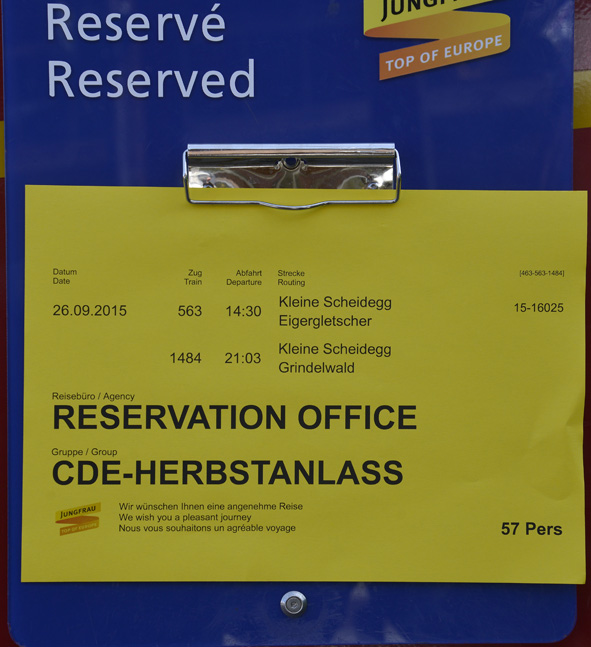 Reservé
Reserved
TOP OF EUROPE
Datum Zug Abfahrt Strecke [463-563-1484]
Date Train Departure Routing
26.09.2015 563 14:30 Kleine Scheidegg 15-16025
Eigergletscher
1484 21:03 Kleine Scheidegg
Grindelwald
Reisebüro / Agency
RESERVATION OFFICE
Gruppe / Group
CDE-HERBSTANLASS
JUNGFRAU
TOP OF EUROPE
Wir wünschen Ihnen eine angenehme Reise
We wish you a pleasant journey
Nous vous souhaitons un agréable voyage
57 Pers